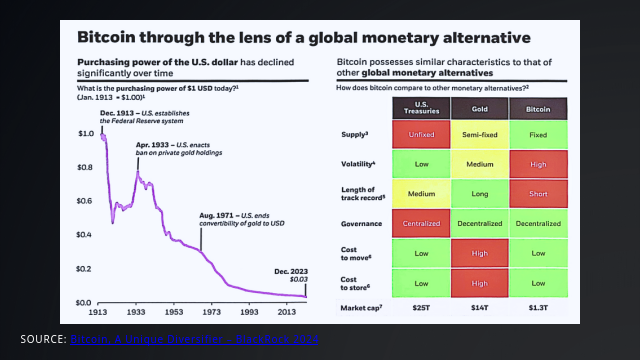 Bitcoin through the lens of a global monetary alternative
Purchasing power of the U.S. dollar has declined
significantly over time
What is the purchasing power of $1 USD today?¹
(Jan. 1913 = $1.00)¹
Dec. 1913 – U.S. establishes
the Federal Reserve system
Apr. 1933 – U.S. enacts
ban on private gold holdings
Aug. 1971 – U.S. ends
convertibility of gold to USD
Dec. 2023
$0.03
$1.0
$0.8
$0.6
$0.4
$0.2
$0.0
1913 1933 1953 1973 1993 2013
Bitcoin possesses similar characteristics to that of
other global monetary alternatives
How does bitcoin compare to other monetary alternatives?²
U.S. Treasuries Gold Bitcoin
Supply³ Unfixed Semi-fixed Fixed
Volatility⁴ Low Medium High
Length of track record⁵ Medium Long Short
Governance Centralized Decentralized Decentralized
Cost to move⁶ Low High Low
Cost to store⁶ Low High Low
Market cap⁷ $25T $14T $1.3T
SOURCE: Bitcoin: A Unique Diversifier – BlackRock 2024